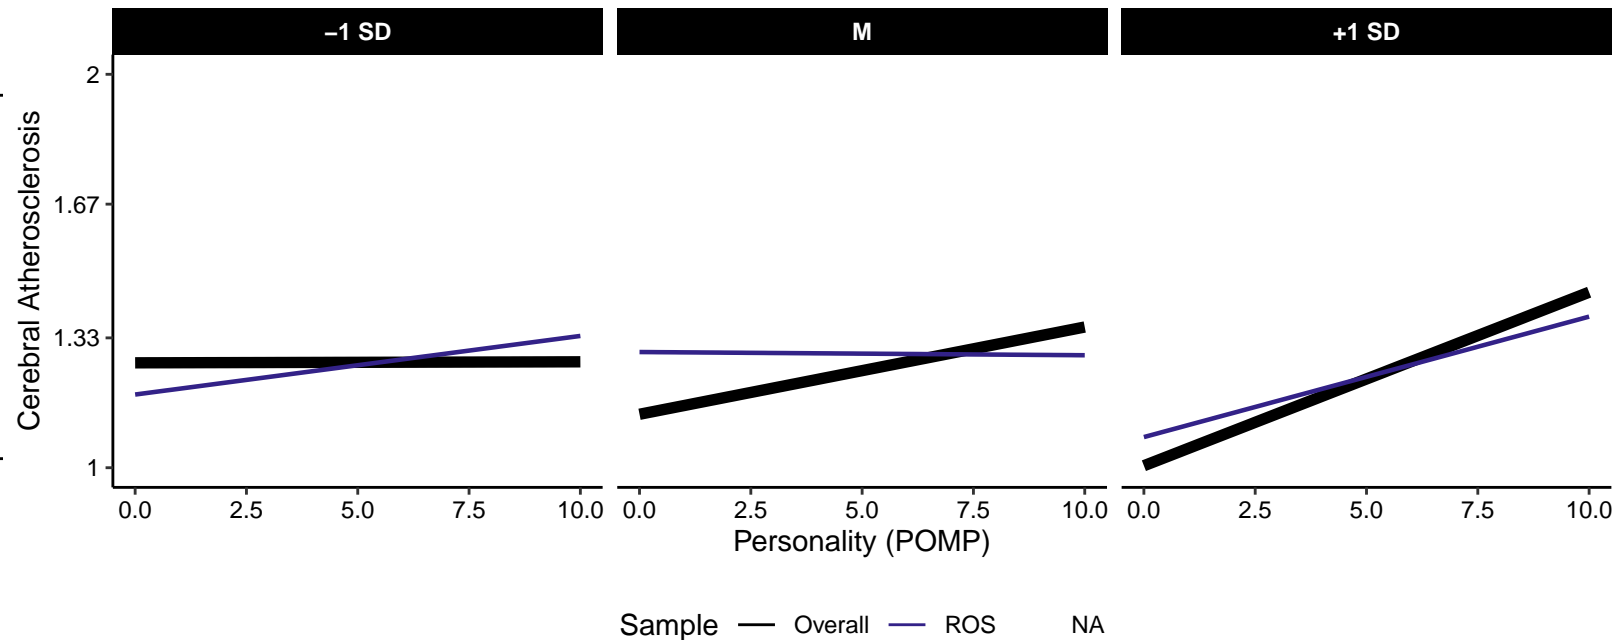 −1 SD M +1 SD
2
1.67
1.33
1
Cerebral Atherosclerosis
0.0 2.5 5.0 7.5 10.0 0.0 2.5 5.0 7.5 10.0 0.0 2.5 5.0 7.5 10.0
Personality (POMP)
Sample Overall ROS NA